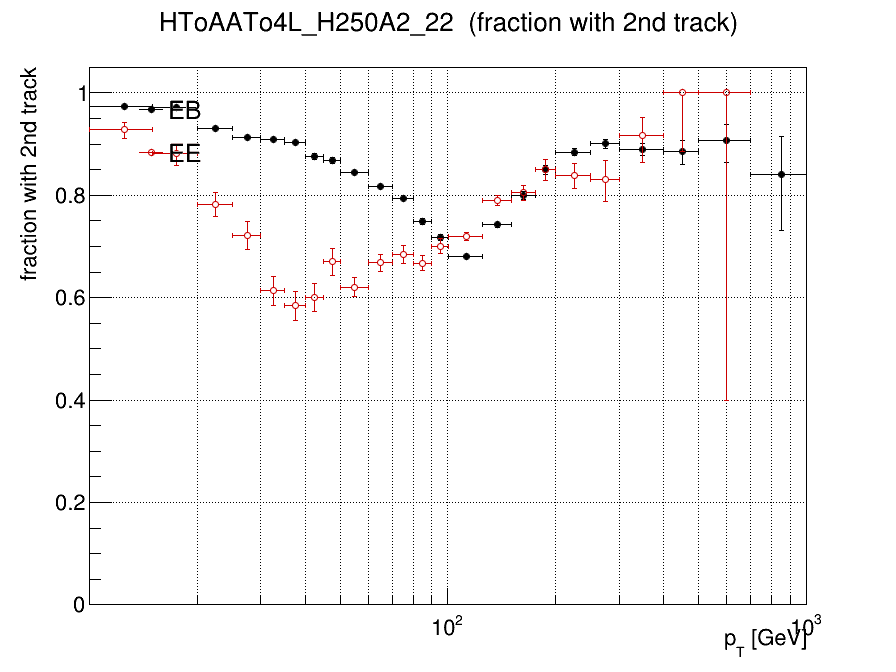 HToAATo4L_H250A2_22 (fraction with 2nd track)
fraction with 2nd track
1
EB
EE
0.8
0.6
0.4
0.2
0
10²
10³
p_T [GeV]